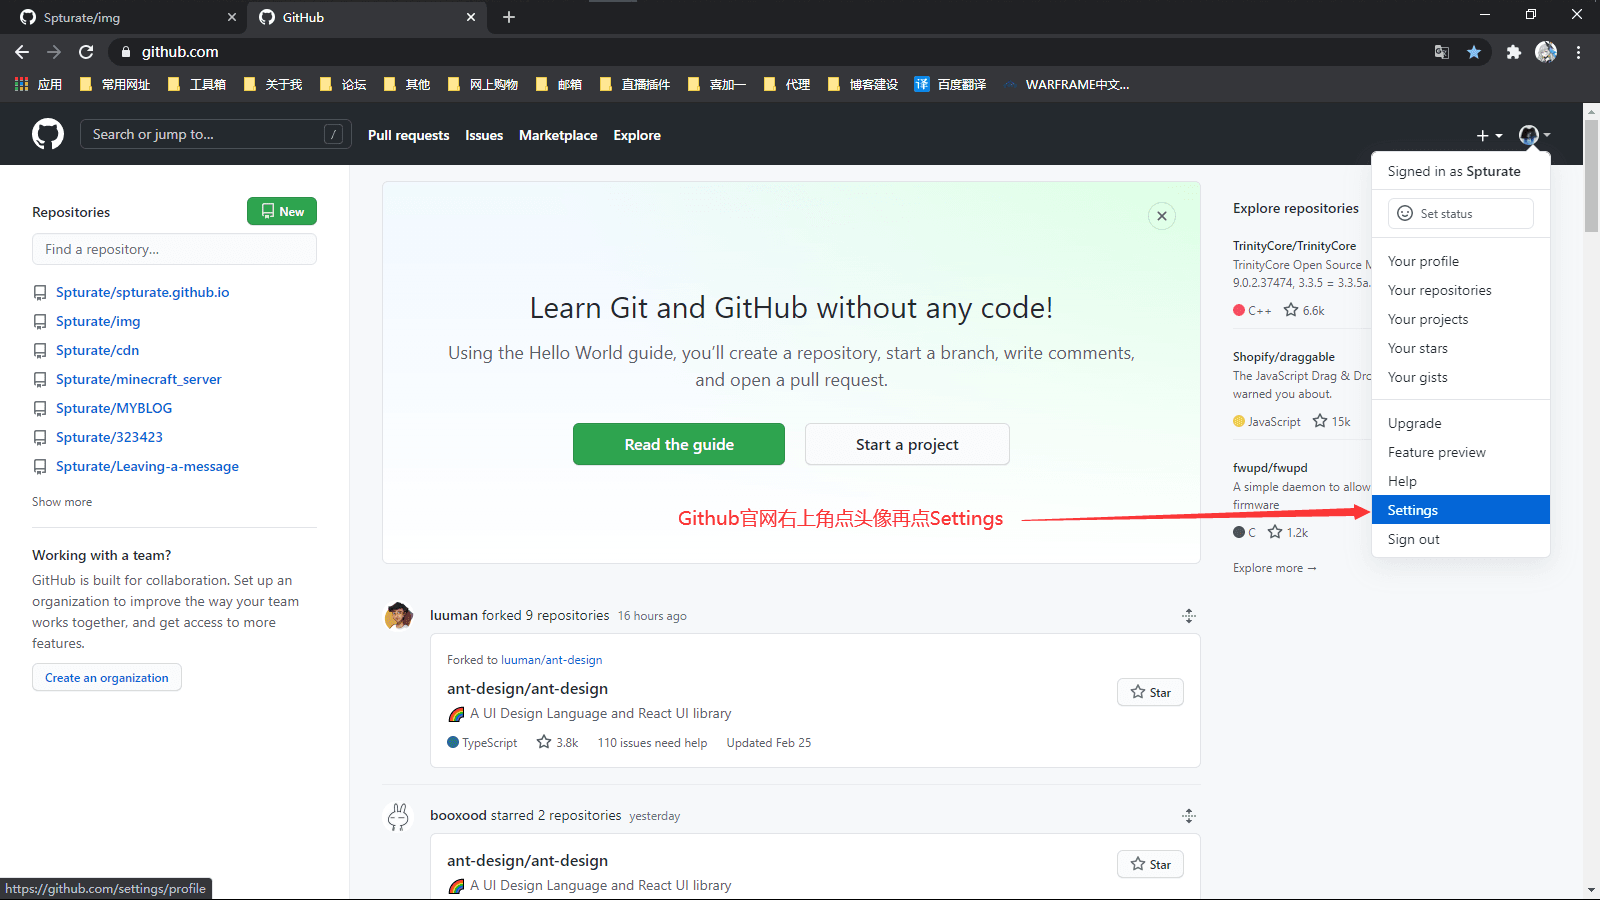 Spturate/img
GitHub
github.com
应用
常用网址
工具箱
关于我
论坛
其他
网上购物
邮箱
直播插件
喜加一
代理
博客建设
译 百度翻译
WARFRAME中文...
Search or jump to...
/
Pull requests
Issues
Marketplace
Explore
Signed in as Spturate
Set status
Your profile
Your repositories
Your projects
Your stars
Your gists
Upgrade
Feature preview
Help
Settings
Sign out
Repositories
New
Find a repository...
Spturate/spturate.github.io
Spturate/img
Spturate/cdn
Spturate/minecraft_server
Spturate/MYBLOG
Spturate/323423
Spturate/Leaving-a-message
Show more
Working with a team?
GitHub is built for collaboration. Set up an
organization to improve the way your team
works together, and get access to more
features.
Create an organization
Learn Git and GitHub without any code!
Using the Hello World guide, you’ll create a repository, start a branch, write comments,
and open a pull request.
Read the guide
Start a project
Github官网右上角点头像再点Settings
luuman forked 9 repositories 16 hours ago
Forked to luuman/ant-design
ant-design/ant-design
Star
A UI Design Language and React UI library
TypeScript 3.8k 110 issues need help Updated Feb 25
booxood starred 2 repositories yesterday
ant-design/ant-design
Star
A UI Design Language and React UI library
Explore repositories
TrinityCore/TrinityCore
TrinityCore Open Source
9.0.2.37474, 3.3.5 = 3.3.5a.
C++ 6.6k
Shopify/draggable
The JavaScript Drag &
warned you about.
JavaScript 15k
fwupd/fwupd
A simple daemon to allow
firmware
C 1.2k
Explore more →
https://github.com/settings/profile